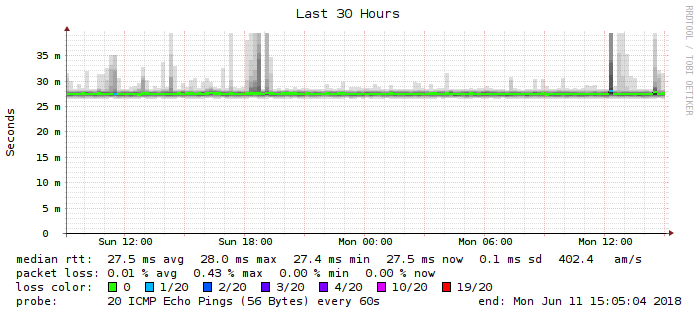 Last 30 Hours
RRDTOOL / TOBI OETIKER
Seconds
35 m
30 m
25 m
20 m
15 m
10 m
5 m
0
Sun 12:00 Sun 18:00 Mon 00:00 Mon 06:00 Mon 12:00
median rtt: 27.5 ms avg 28.0 ms max 27.4 ms min 27.5 ms now 0.1 ms sd 402.4 am/s
packet loss: 0.01 % avg 0.43 % max 0.00 % min 0.00 % now
loss color: 0 1/20 2/20 3/20 4/20 10/20 19/20
probe: 20 ICMP Echo Pings (56 Bytes) every 60s end: Mon Jun 11 15:05:04 2018